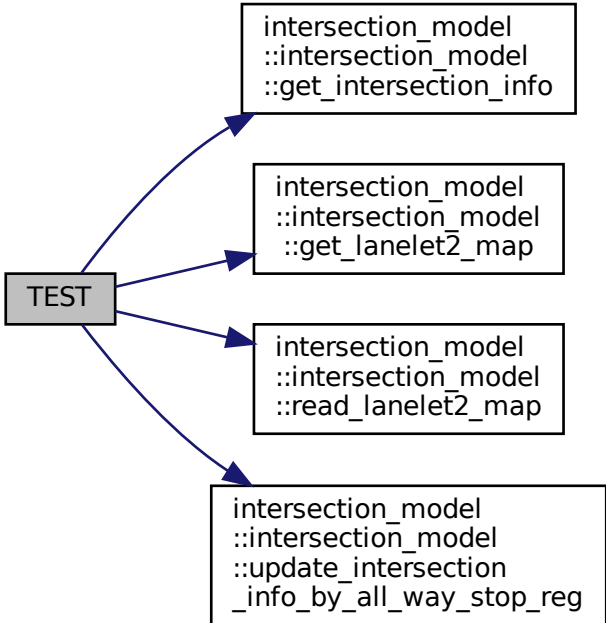 TEST
intersection_model
::intersection_model
::get_intersection_info
intersection_model
::intersection_model
::get_lanelet2_map
intersection_model
::intersection_model
::read_lanelet2_map
intersection_model
::intersection_model
::update_intersection
_info_by_all_way_stop_reg